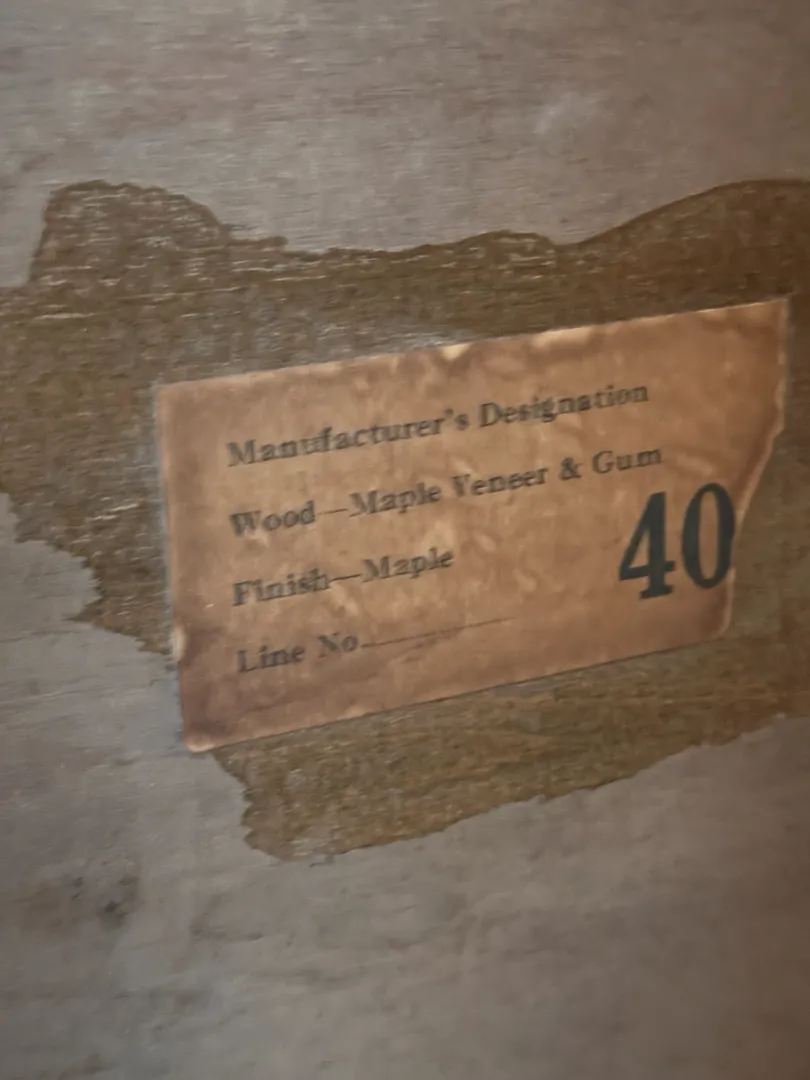 Manufacturer's Designation
Wood—Maple Veneer & Gum
Finish—Maple
Line No.
40